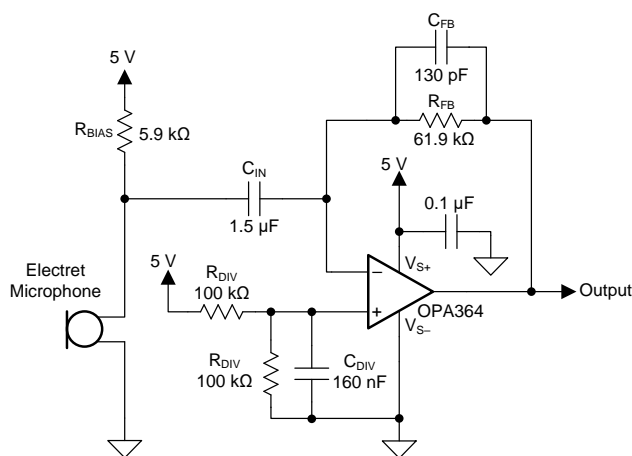 C_FB
130 pF
5 V
R_FB
61.9 kΩ
R_BIAS
5.9 kΩ
C_IN
1.5 µF
5 V
0.1 µF
V_S+
Electret
Microphone
5 V
R_DIV
100 kΩ
−
+
OPA364
Output
V_S–
R_DIV
100 kΩ
C_DIV
160 nF